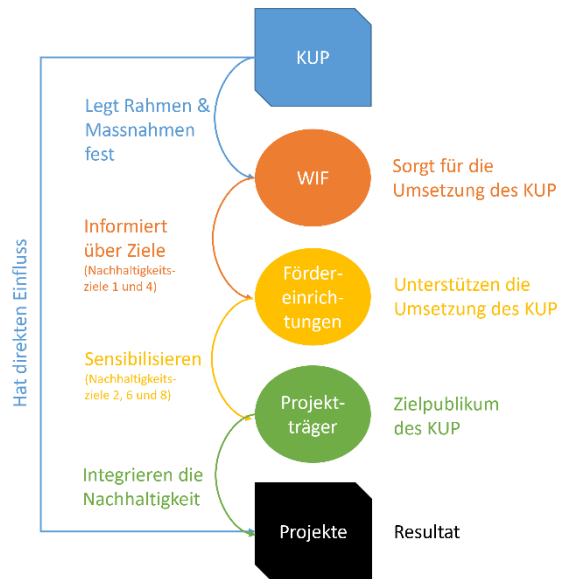 KUP
Legt Rahmen &
Massnahmen
fest
WIF
Sorgt für die
Umsetzung des KUP
Informiert
über Ziele
(Nachhaltigkeits-
ziele 1 und 4)
Förder-
einrich-
tungen
Unterstützen die
Umsetzung des KUP
Hat direkten Einfluss
Sensibilisieren
(Nachhaltigkeits-
ziele 2, 6 und 8)
Projekt-
träger
Zielpublikum
des KUP
Integrieren die
Nachhaltigkeit
Projekte
Resultat